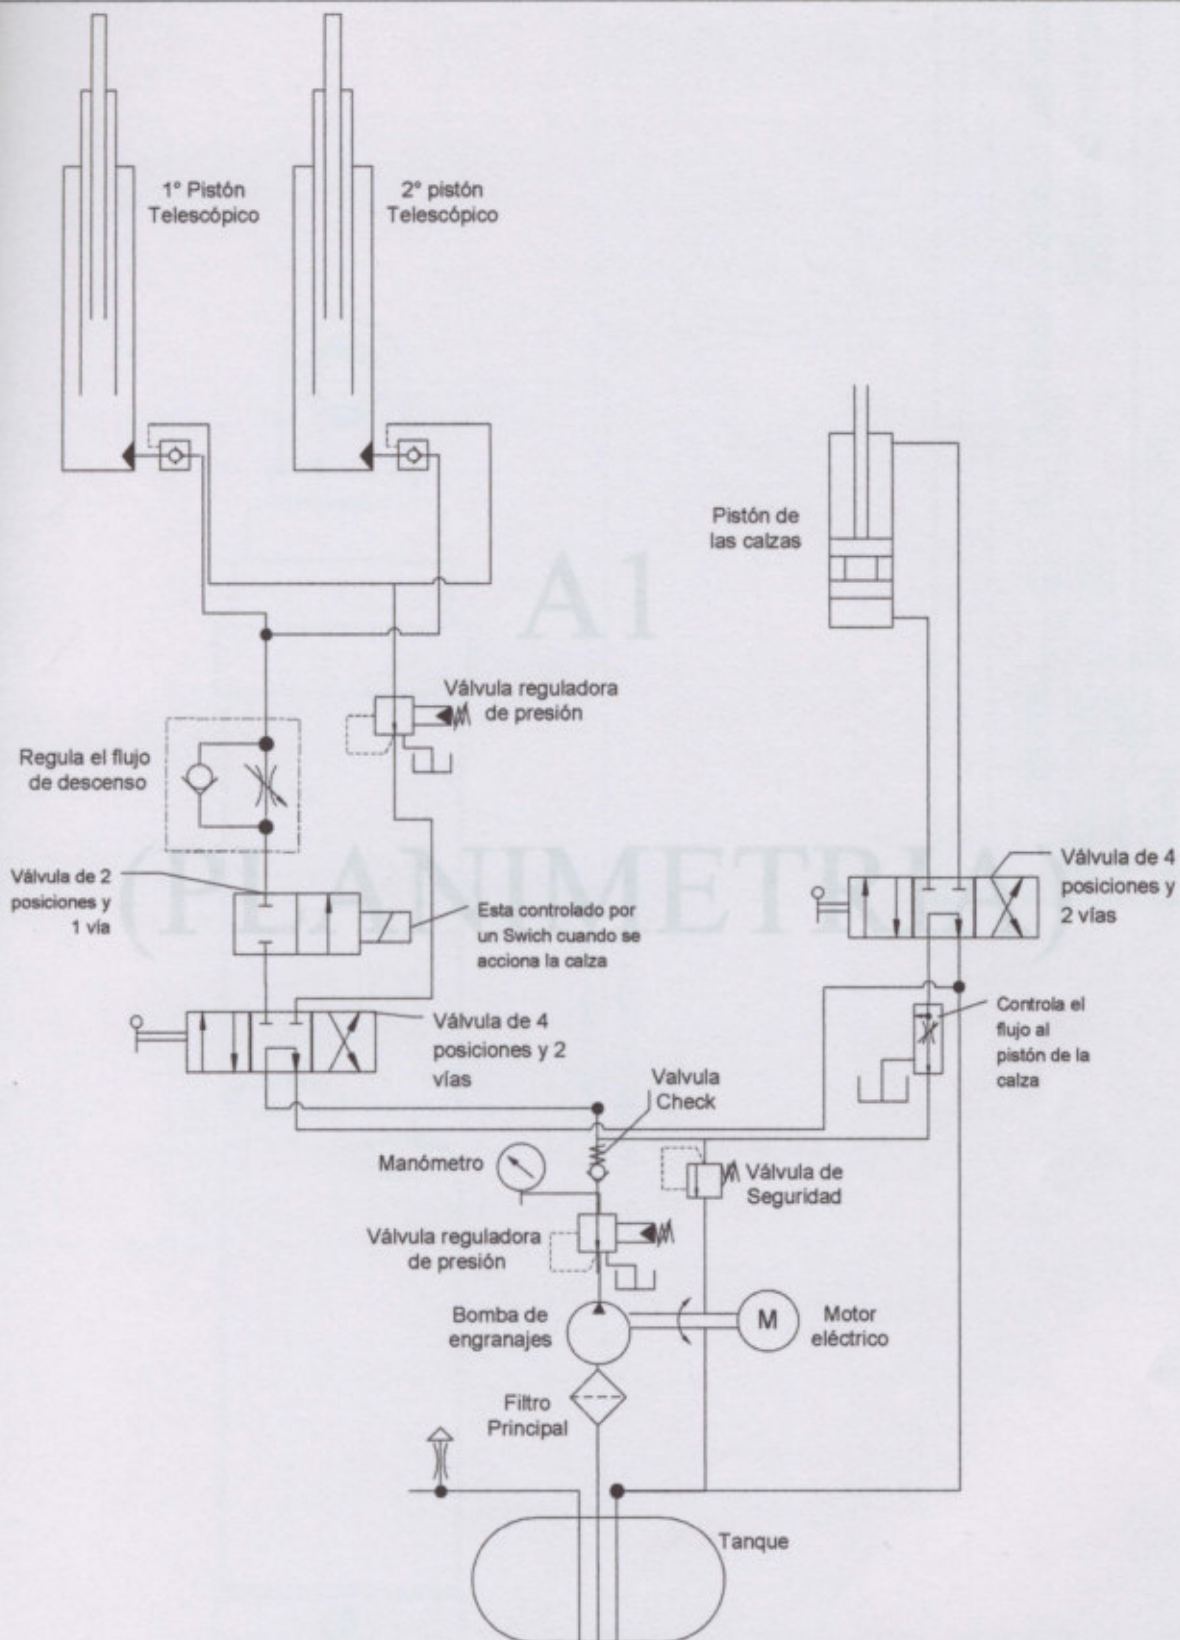 1º Pistón
Telescópico
2º pistón
Telescópico
Pistón de
las calzas
A1
Válvula reguladora
de presión
Regula el flujo
de descenso
(PLANIMETRIA)
Válvula de 2
posiciones y
1 vía
Esta controlado por
un Swich cuando se
acciona la calza
Válvula de 4
posiciones y
2 vías
Válvula de 4
posiciones y 2
vías
Controla el
flujo al
pistón de la
calza
Valvula
Check
Manómetro
Válvula de
Seguridad
Válvula reguladora
de presión
Bomba de
engranajes
M
Motor
eléctrico
Filtro
Principal
Tanque